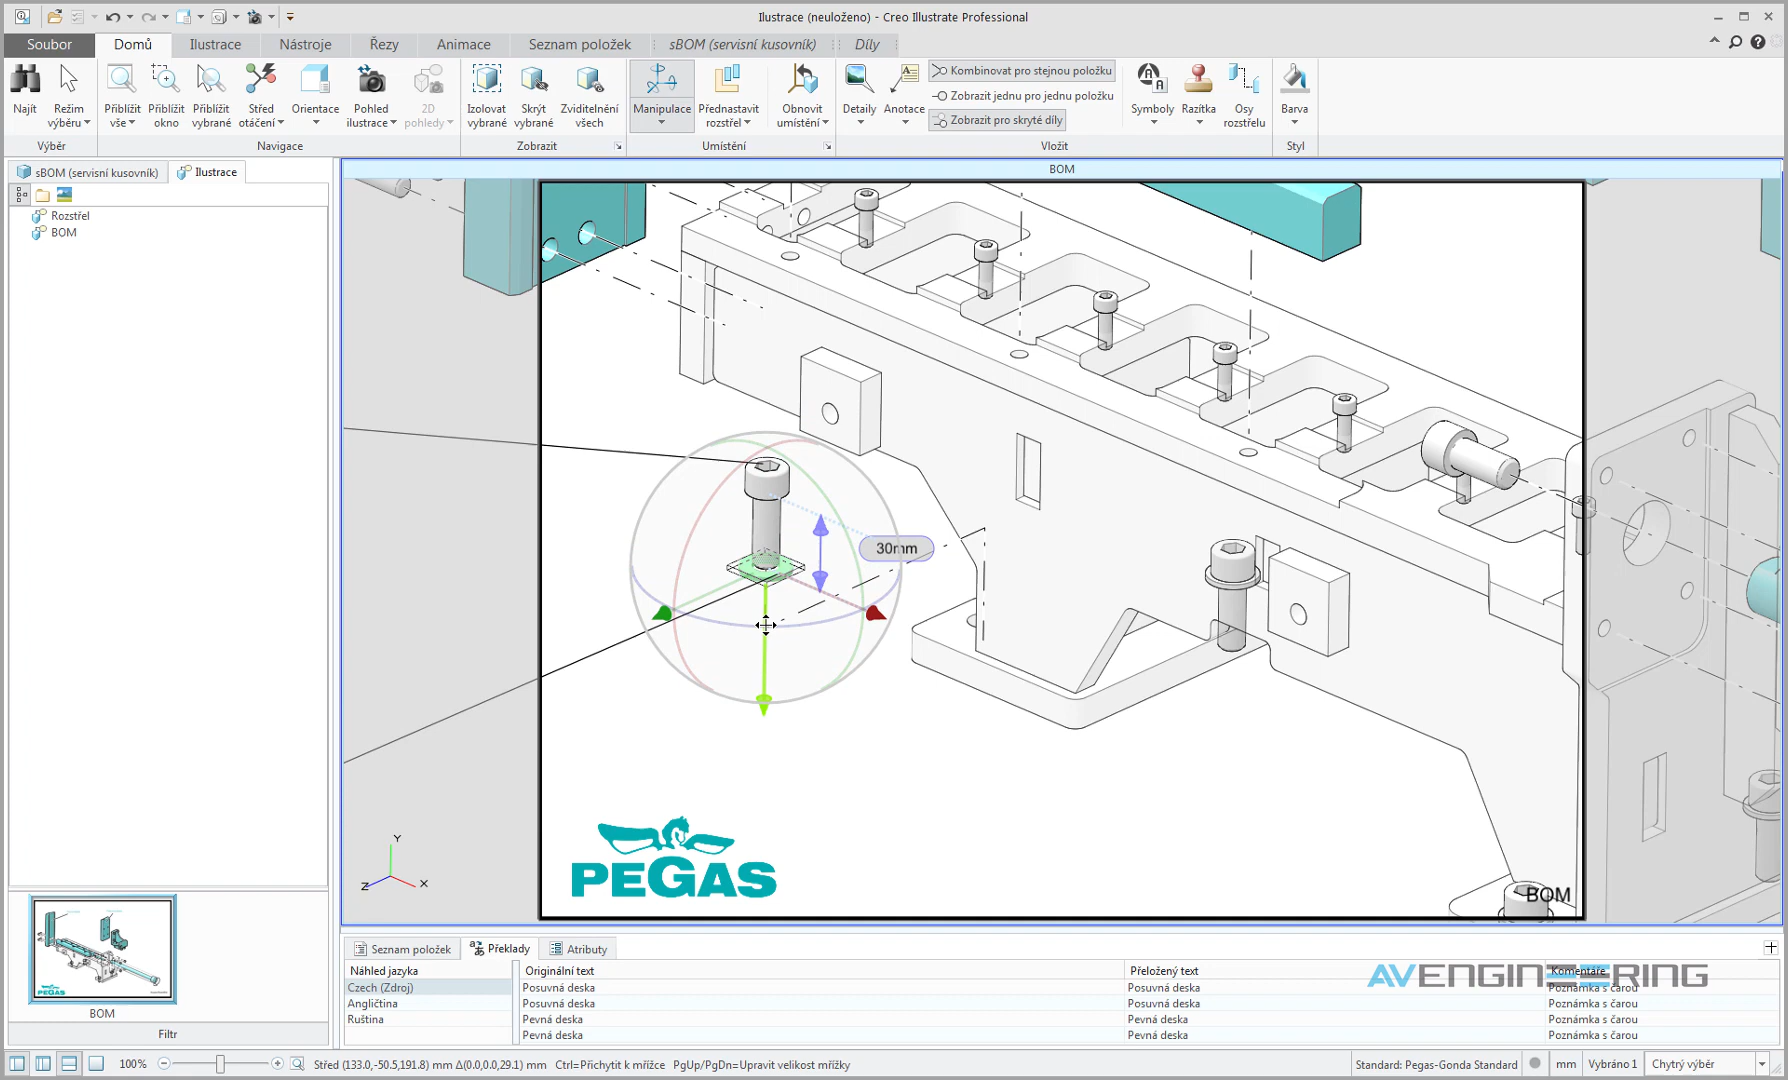 Ilustrace (neuloženo) - Creo Illustrate Professional
Soubor
Domů
Ilustrace
Nástroje
Řezy
Animace
Seznam položek
sBOM (servisní kusovník)
Díly
Najít
Režim výběru
Přiblížit vše
Přiblížit okno
Přiblížit vybrané
Střed otáčení
Orientace
Pohled ilustrace
2D pohledy
Izolovat vybrané
Skrýt vybrané
Zviditelnění všech
Manipulace
Přednastavit rozstřel
Obnovit umístění
Detaily
Anotace
Kombinovat pro stejnou položku
Zobrazit jednu pro jednu položku
Zobrazit pro skryté díly
Symboly
Razítka
Osy rozstřelu
Barva
Výběr
Navigace
Zobrazit
Umístění
Vložit
Styl
sBOM (servisní kusovník)
Ilustrace
BOM
Rozstřel
BOM
30mm
Y
Z
X
PEGAS
BOM
BOM
Filtr
Seznam položek
Překlady
Atributy
Náhled jazyka
Originální text
Přeložený text
Komentáře
AVENGINEERING
Czech (Zdroj)
Posuvná deska
Posuvná deska
Poznámka s čarou
Angličtina
Posuvná deska
Posuvná deska
Poznámka s čarou
Ruština
Pevná deska
Pevná deska
Poznámka s čarou
Pevná deska
Pevná deska
Poznámka s čarou
100%
Střed (133.0,-50.5,191.8) mm Δ(0.0,0.0,29.1) mm
Ctrl=Přichytit k mřížce
PgUp/PgDn=Upravit velikost mřížky
Standard: Pegas-Gonda Standard
mm
Vybráno 1
Chytrý výběr